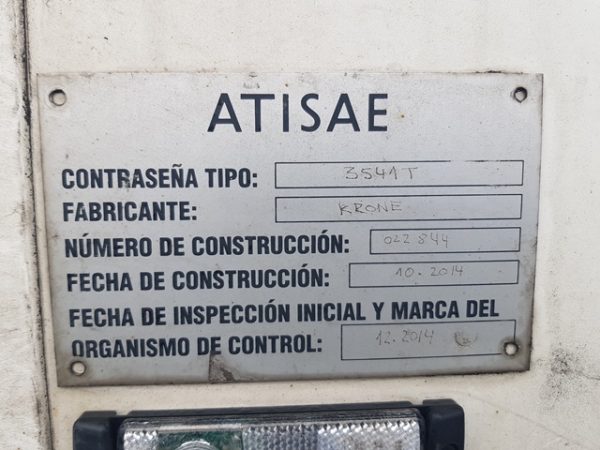 ATISAE
CONTRASEÑA TIPO: 3541T
FABRICANTE: KRONE
NÚMERO DE CONSTRUCCIÓN: 022844
FECHA DE CONSTRUCCIÓN: 10.2014
FECHA DE INSPECCIÓN INICIAL Y MARCA DEL
ORGANISMO DE CONTROL: 12.2014